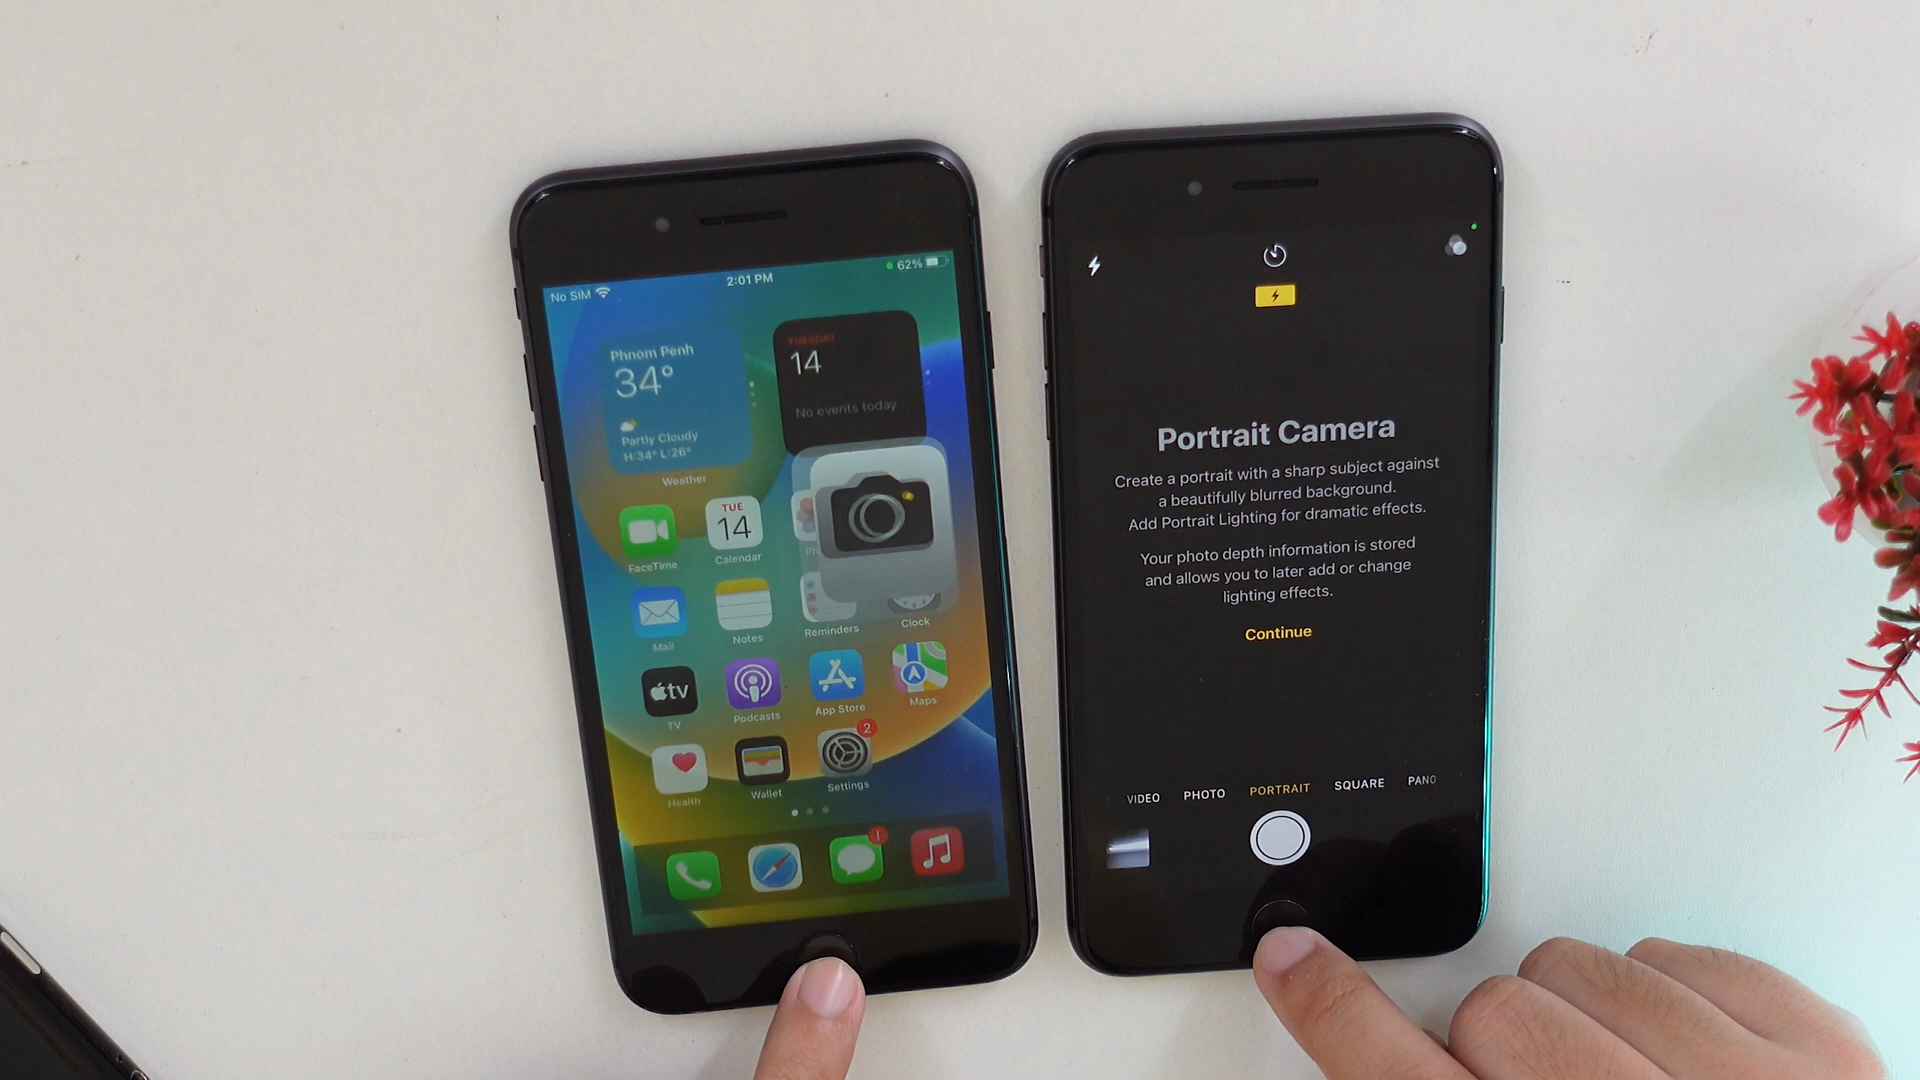 No SIM
2:01 PM
62%
Phnom Penh
34°
Partly Cloudy
H:34° L:26°
Weather
TUESDAY
14
No events today
FaceTime
TUE
14
Calendar
Mail
Notes
Reminders
Clock
tv
TV
Podcasts
App Store
Maps
Health
Wallet
2
Settings
!
Portrait Camera
Create a portrait with a sharp subject against
a beautifully blurred background.
Add Portrait Lighting for dramatic effects.
Your photo depth information is stored
and allows you to later add or change
lighting effects.
Continue
VIDEO PHOTO PORTRAIT SQUARE PANO